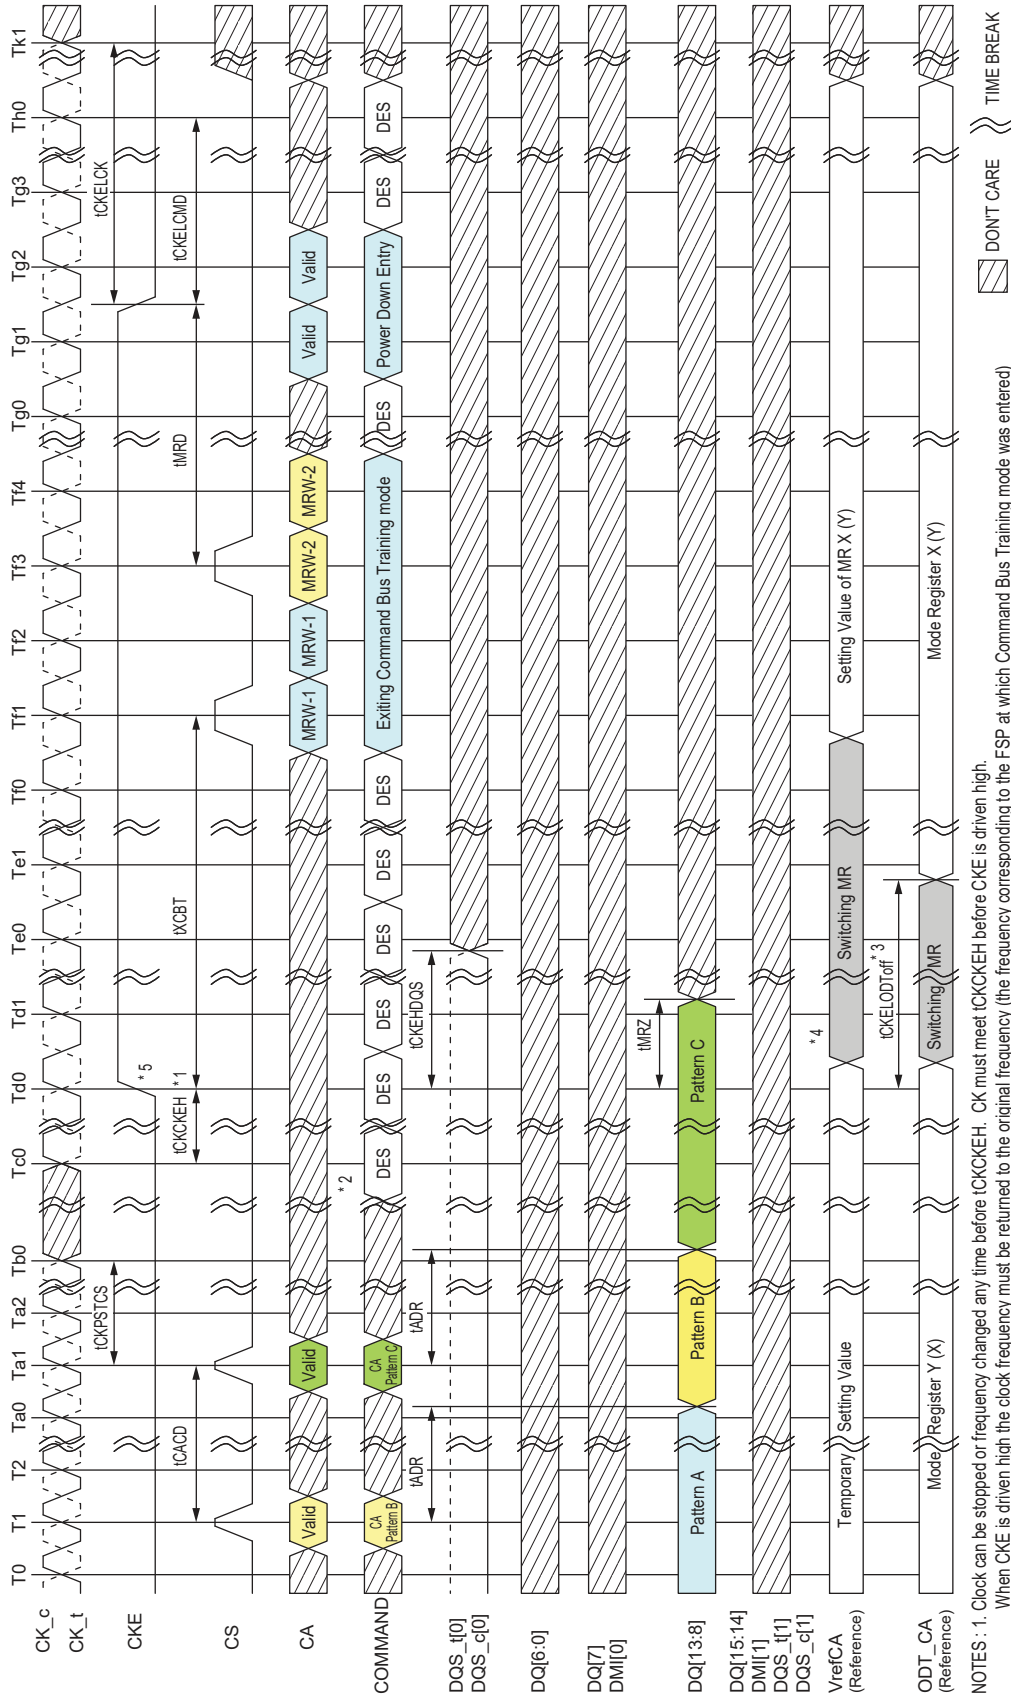 T0 T1 T2 Ta0 Ta1 Ta2 Tb0 Tc0 Td0 Td1 Te0 Te1 Tf0 Tf1 Tf2 Tf3 Tf4 Tg0 Tg1 Tg2 Tg3 Th0 Tk1
CK_c
CK_t
tCKPSTCS
tCKELCK
CKE
* 5
tCACD
tCKCKEH * 1
tXCBT
tMRD
tCKELCMD
CS
CA
Valid
Valid
MRW-1
MRW-1
MRW-2
MRW-2
Valid
Valid
* 2
COMMAND
CA
Pattern B
CA
Pattern C
DES
DES
DES
DES
DES
DES
Exiting Command Bus Training mode
DES
Power Down Entry
DES
DES
tADR
tADR
tCKEHDQS
DQS_t[0]
DQS_c[0]
DQ[6:0]
DQ[7]
DMI[0]
tMRZ
DQ[13:8]
Pattern A
Pattern B
Pattern C
DQ[15:14]
DMI[1]
DQS_t[1]
DQS_c[1]
* 4
VrefCA
(Reference)
Temporary Setting Value
Switching MR
Setting Value of MR X (Y)
tCKELODToff * 3
ODT_CA
(Reference)
Mode Register Y (X)
Switching MR
Mode Register X (Y)
DON'T CARE
TIME BREAK
NOTES : 1. Clock can be stopped or frequency changed any time before tCKCKEH. CK must meet tCKCKEH before CKE is driven high.
When CKE is driven high the clock frequency must be returned to the original frequency (the frequency corresponding to the FSP at which Command Bus Training mode was entered)